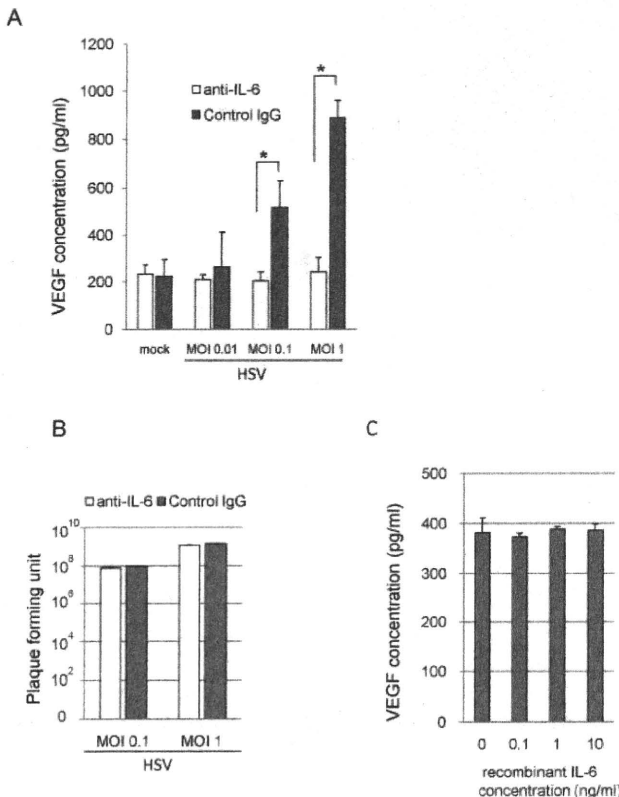 A
1200
1000
800
600
400
200
0
VEGF concentration (pg/ml)
anti-IL-6
Control IgG
*
*
mock MOI 0.01 MOI 0.1 MOI 1
HSV
B
anti-IL-6 Control IgG
10^10
10^8
10^6
10^4
10^2
0
Plaque forming unit
MOI 0.1 MOI 1
HSV
C
500
400
300
200
100
0
VEGF concentration (pg/ml)
0 0.1 1 10
recombinant IL-6
concentration (ng/ml)